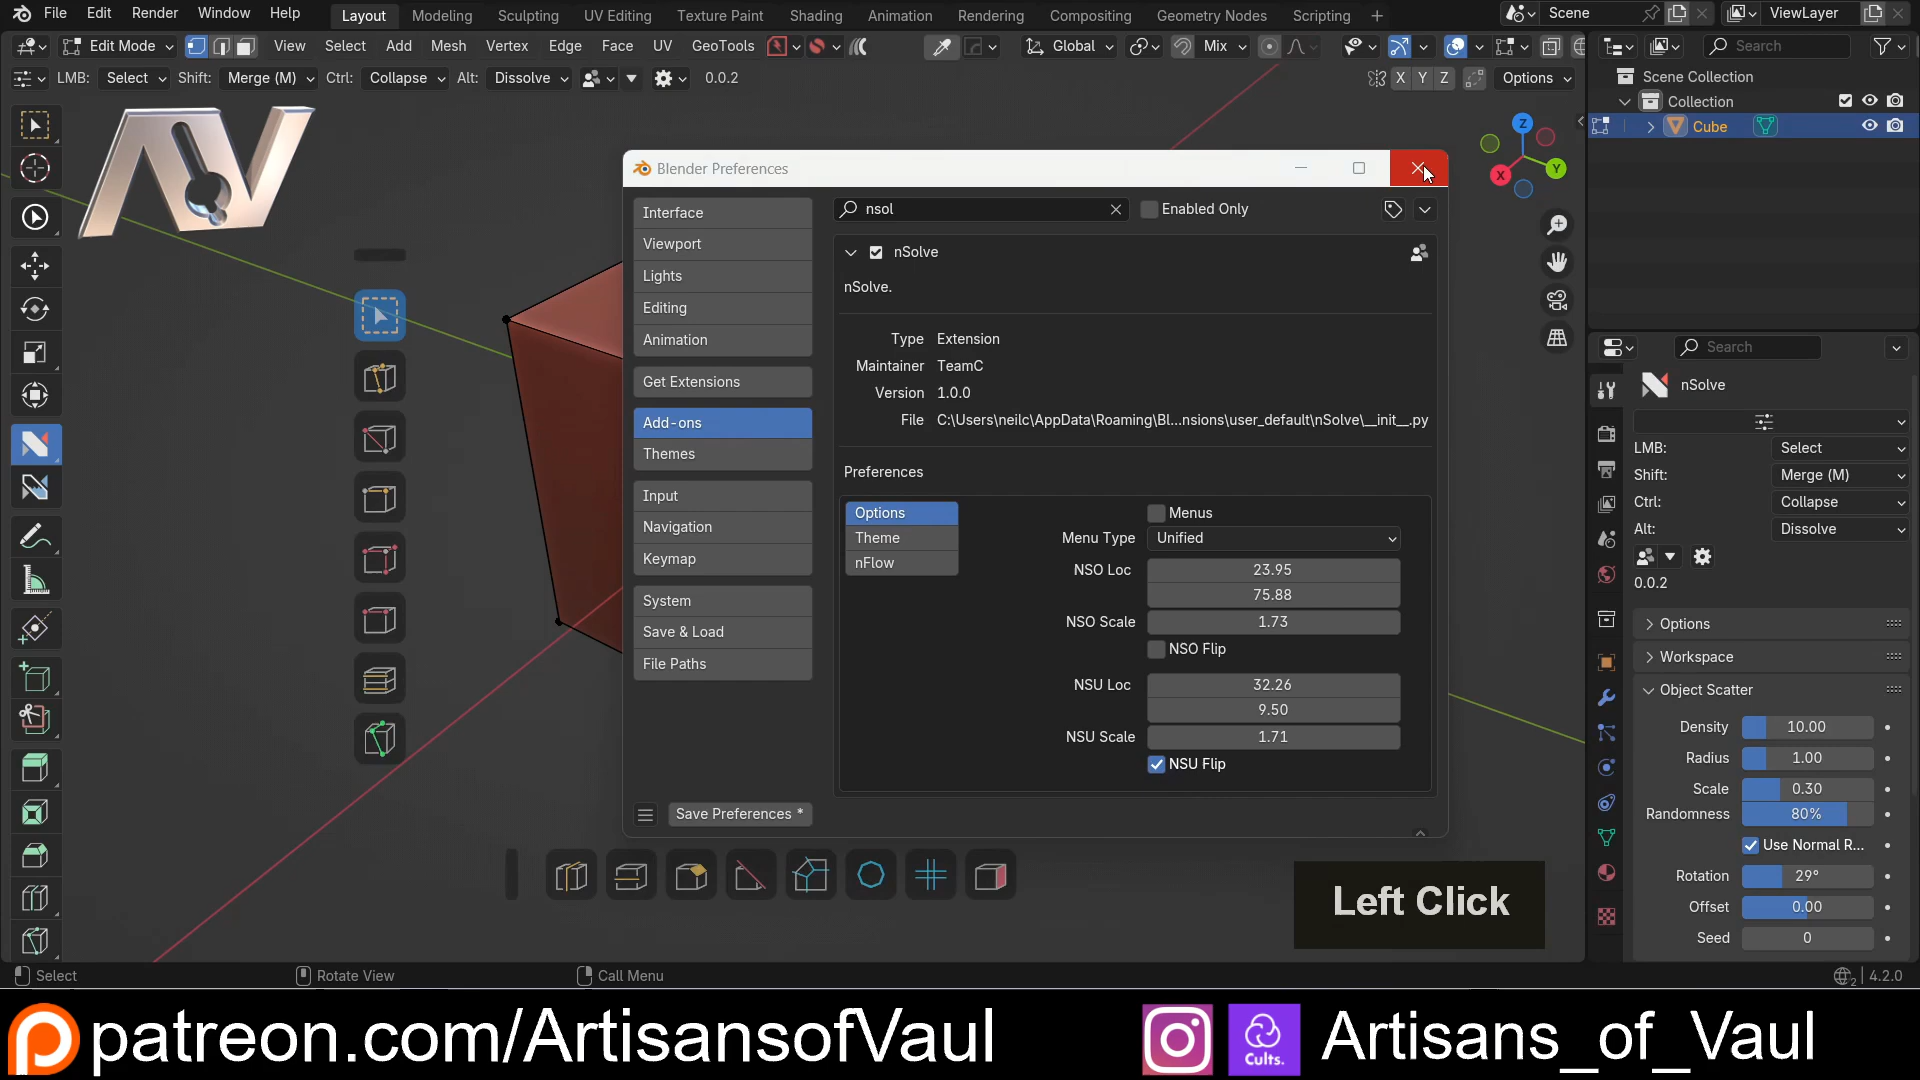 File Edit Render Window Help Layout Modeling Sculpting UV Editing Texture Paint Shading Animation Rendering Compositing Geometry Nodes Scripting + Scene ViewLayer
Edit Mode View Select Add Mesh Vertex Edge Face UV GeoTools Global Mix Search
LMB: Select Shift: Merge (M) Ctrl: Collapse Alt: Dissolve 0.0.2 X Y Z Options
Scene Collection
Collection
Cube
Z
Y
X
Blender Preferences
Interface
Viewport
Lights
Editing
Animation
Get Extensions
Add-ons
Themes
Input
Navigation
Keymap
System
Save & Load
File Paths
Save Preferences *
nsol
Enabled Only
nSolve
nSolve.
Type Extension
Maintainer TeamC
Version 1.0.0
File C:\Users\neilc\AppData\Roaming\Bl...nsions\user_default\nSolve\__init__.py
Preferences
Options
Theme
nFlow
Menus
Menu Type Unified
NSO Loc 23.95
75.88
NSO Scale 1.73
NSO Flip
NSU Loc 32.26
9.50
NSU Scale 1.71
NSU Flip
Search
nSolve
LMB: Select
Shift: Merge (M)
Ctrl: Collapse
Alt: Dissolve
0.0.2
Options
Workspace
Object Scatter
Density 10.00
Radius 1.00
Scale 0.30
Randomness 80%
Use Normal R...
Rotation 29°
Offset 0.00
Seed 0
Left Click
Select Rotate View Call Menu 2 4.2.0
patreon.com/ArtisansofVaul Cults. Artisans_of_Vaul